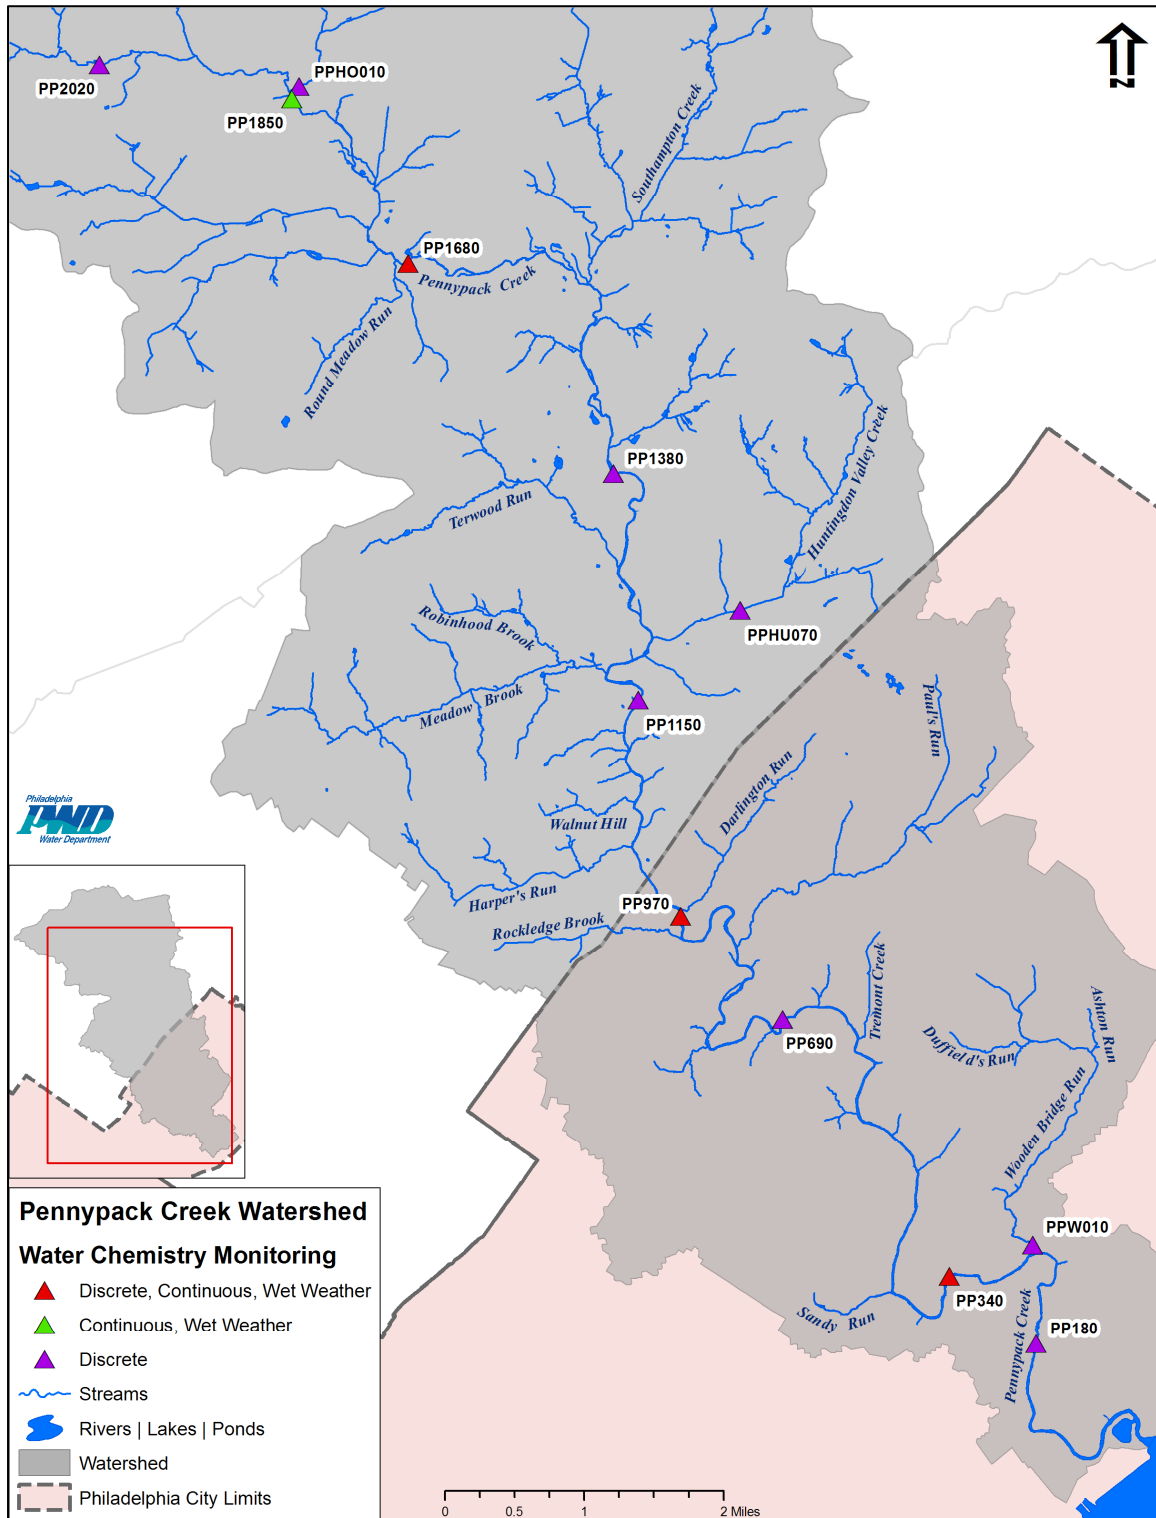 N
PP2020
PPHO010
PP1850
Southampton Creek
PP1680
Pennypack Creek
Round Meadow Run
PP1380
Huntingdon Valley Creek
Terwood Run
Robinhood Brook
PPHU070
Meadow Brook
PP1150
Paul's Run
Darlington Run
Philadelphia
PWD
Water Department
Walnut Hill
Harper's Run
PP970
Rockledge Brook
Tremont Creek
PP690
Duffield's Run
Ashton Run
Wooden Bridge Run
PPW010
PP340
Sandy Run
Pennypack Creek
PP180
Pennypack Creek Watershed
Water Chemistry Monitoring
Discrete, Continuous, Wet Weather
Continuous, Wet Weather
Discrete
Streams
Rivers | Lakes | Ponds
Watershed
Philadelphia City Limits
0 0.5 1 2 Miles